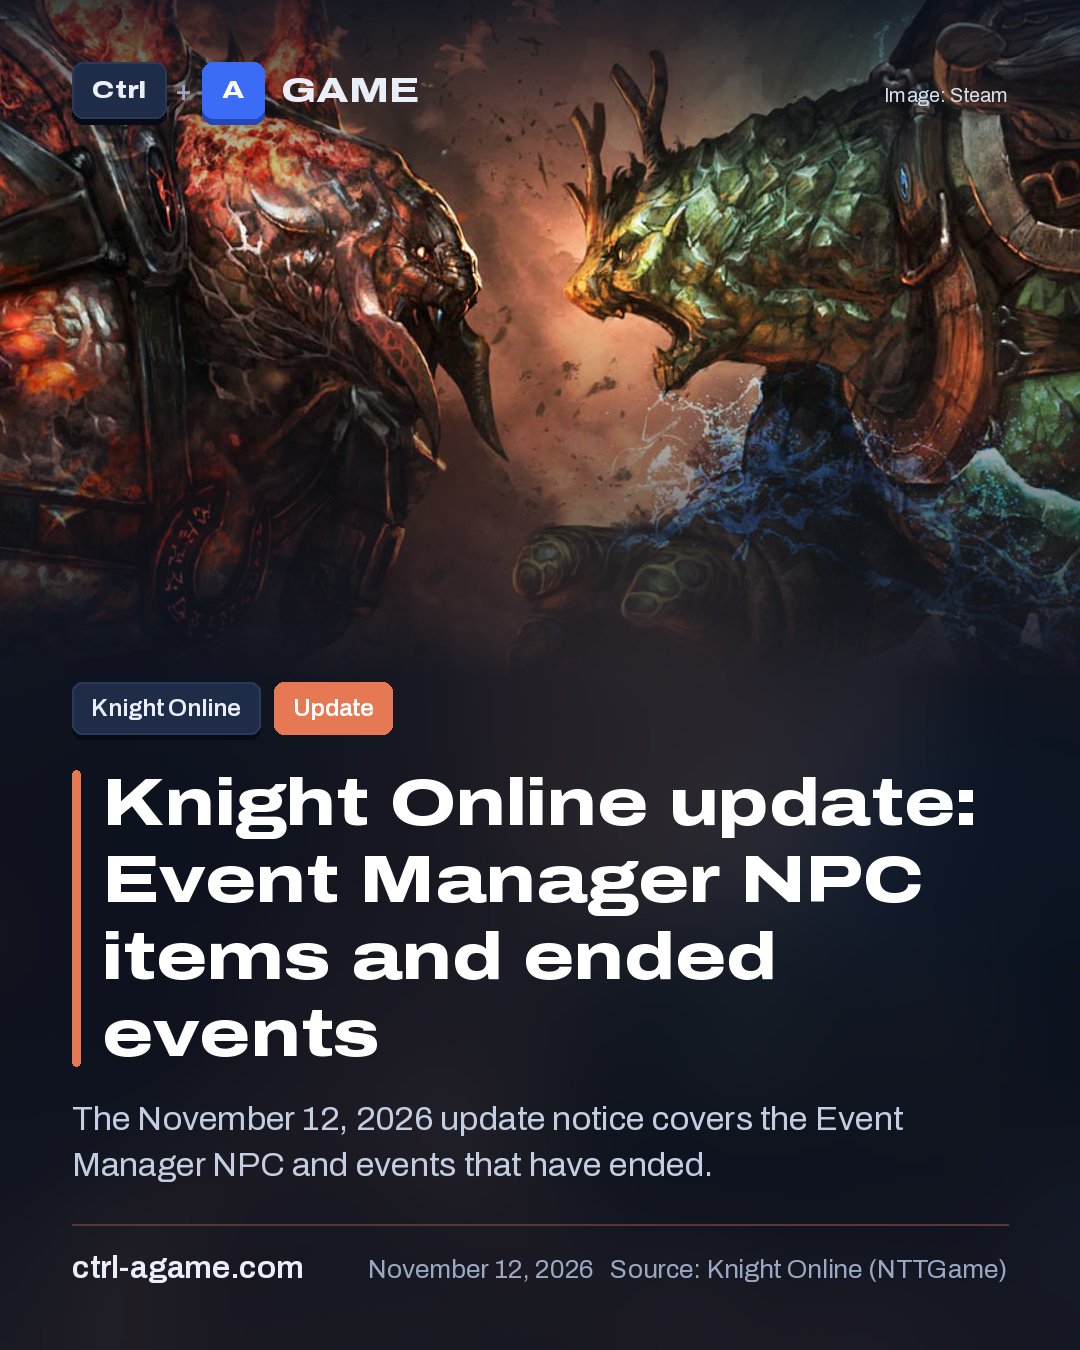 Ctrl + A GAME
Image: Steam
Knight Online
Update
Knight Online update:
Event Manager NPC
items and ended
events
The November 12, 2026 update notice covers the Event
Manager NPC and events that have ended.
ctrl-agame.com
November 12, 2026 Source: Knight Online (NTTGame)